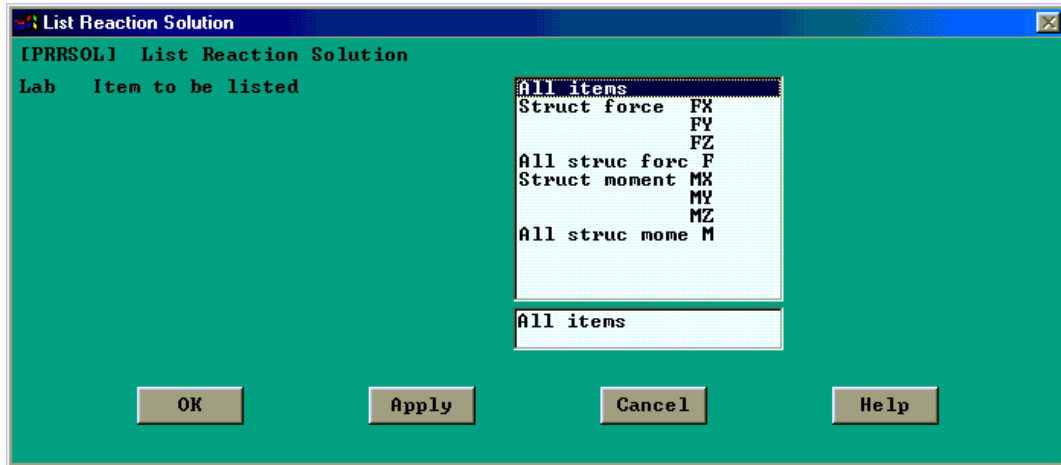 List Reaction Solution
[PRRSOL] List Reaction Solution
Lab Item to be listed
All items
Struct force FX
FY
FZ
All struc forc F
Struct moment MX
MY
MZ
All struc mome M
All items
OK Apply Cancel Help